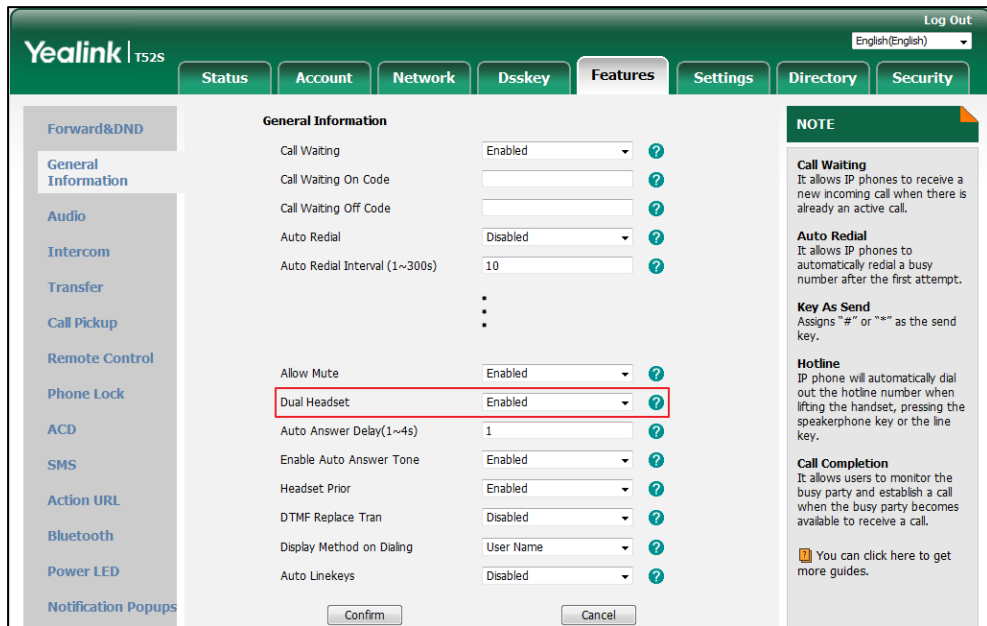 Log Out
English(English)
Yealink | T52S
Status Account Network Dsskey Features Settings Directory Security
Forward&DND
General
Information
Audio
Intercom
Transfer
Call Pickup
Remote Control
Phone Lock
ACD
SMS
Action URL
Bluetooth
Power LED
Notification Popups
General Information
Call Waiting Enabled ?
Call Waiting On Code ?
Call Waiting Off Code ?
Auto Redial Disabled ?
Auto Redial Interval (1~300s) 10 ?
Allow Mute Enabled ?
Dual Headset Enabled ?
Auto Answer Delay(1~4s) 1 ?
Enable Auto Answer Tone Enabled ?
Headset Prior Enabled ?
DTMF Replace Tran Disabled ?
Display Method on Dialing User Name ?
Auto Linekeys Disabled ?
Confirm Cancel
NOTE
Call Waiting
It allows IP phones to receive a
new incoming call when there is
already an active call.
Auto Redial
It allows IP phones to
automatically redial a busy
number after the first attempt.
Key As Send
Assigns "#" or "*" as the send
key.
Hotline
IP phone will automatically dial
out the hotline number when
lifting the handset, pressing the
speakerphone key or the line
key.
Call Completion
It allows users to monitor the
busy party and establish a call
when the busy party becomes
available to receive a call.
? You can click here to get
more guides.